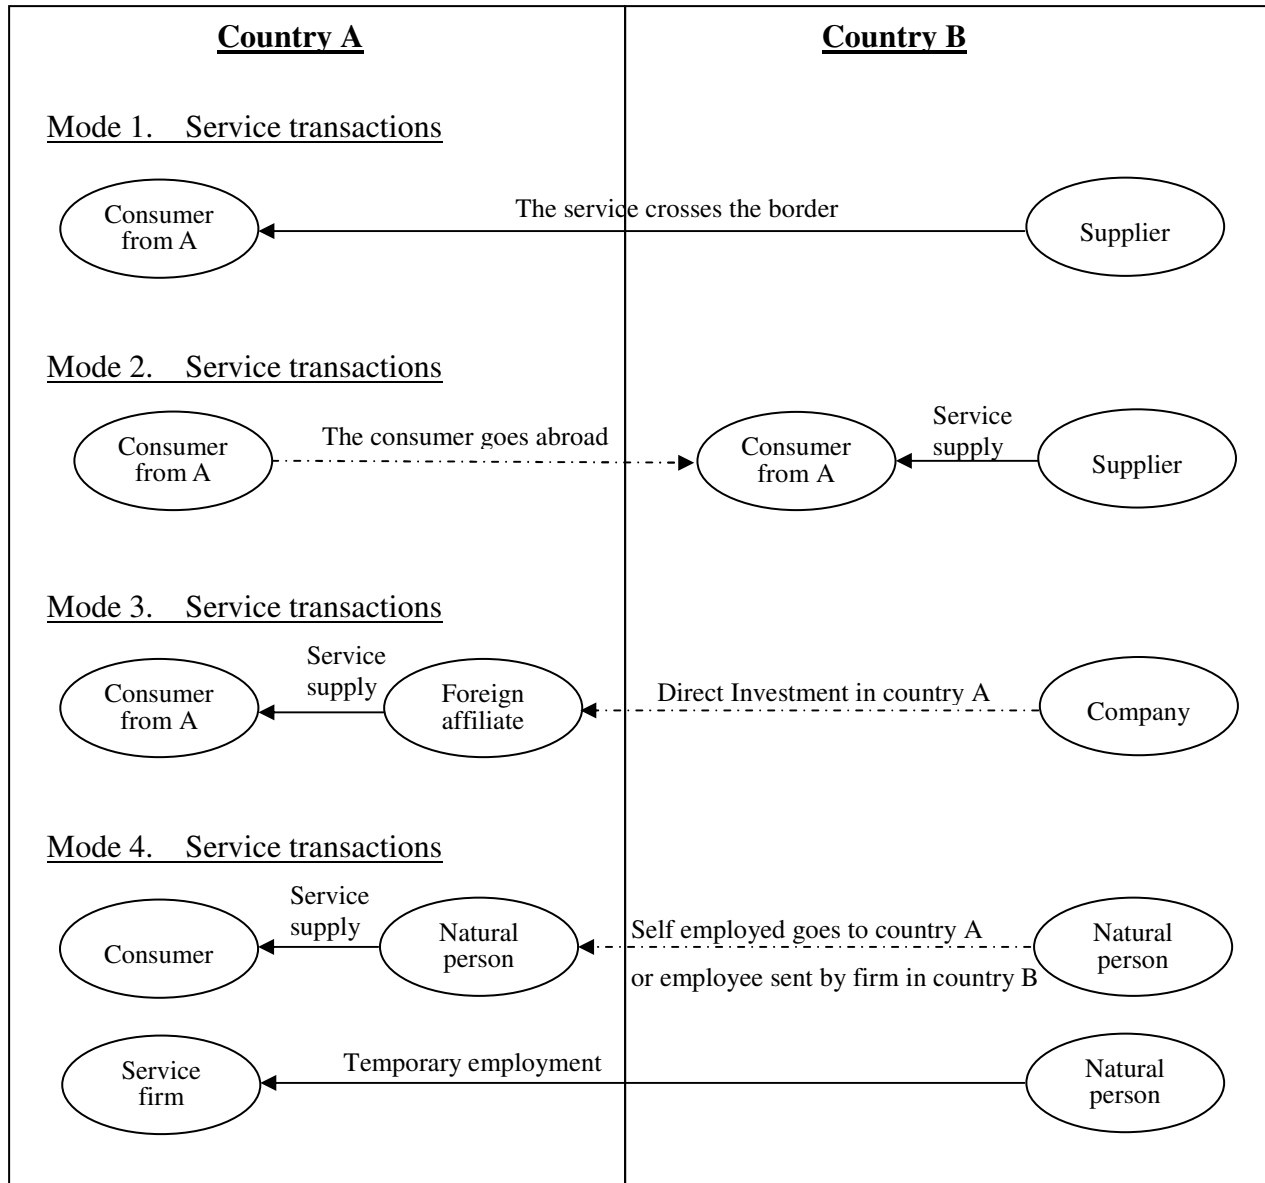 Country A
Country B
Mode 1. Service transactions
Consumer
from A
The service crosses the border
Supplier
Mode 2. Service transactions
Consumer
from A
The consumer goes abroad
Consumer
from A
Service
supply
Supplier
Mode 3. Service transactions
Consumer
from A
Service
supply
Foreign
affiliate
Direct Investment in country A
Company
Mode 4. Service transactions
Consumer
Service
supply
Natural
person
Self employed goes to country A
or employee sent by firm in country B
Natural
person
Service
firm
Temporary employment
Natural
person